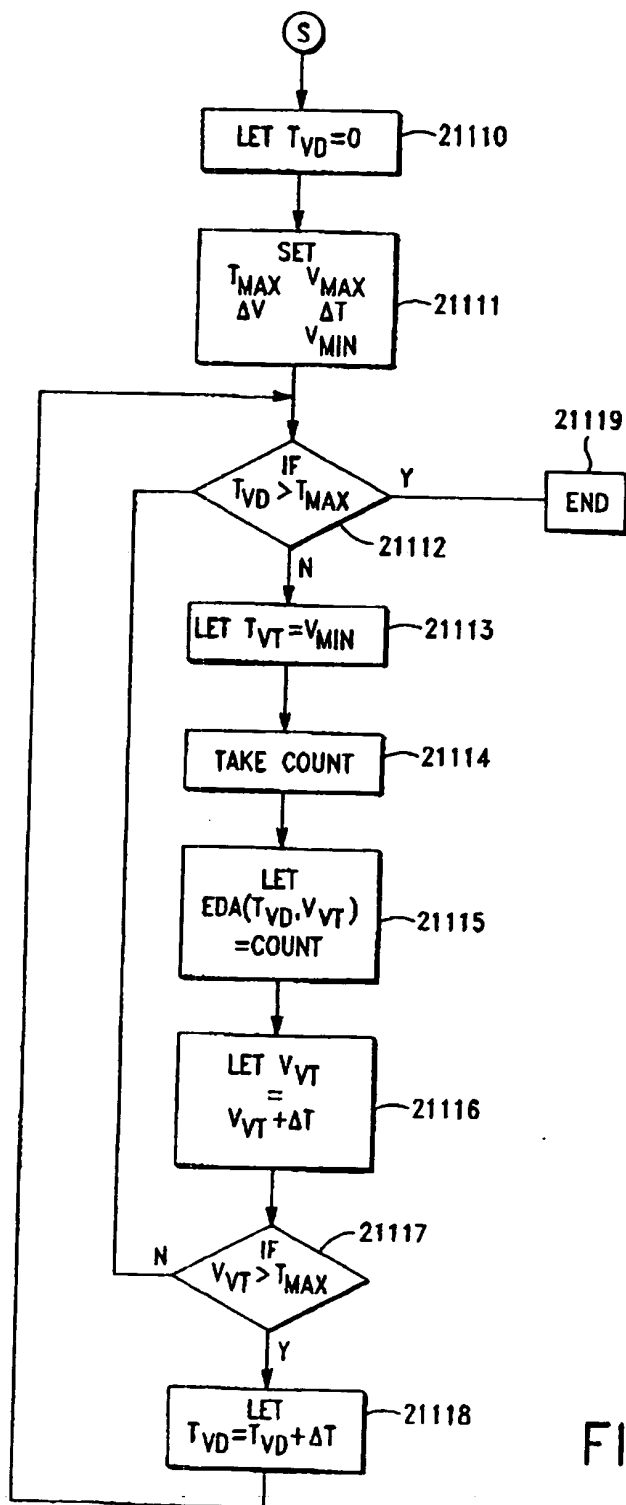 S
LET T_VD=0
21110
SET
T_MAX V_MAX
ΔV ΔT
V_MIN
21111
21119
IF
T_VD > T_MAX
Y
END
21112
N
LET T_VT=V_MIN
21113
TAKE COUNT
21114
LET
EDA(T_VD,V_VT)
=COUNT
21115
LET V_VT
=
V_VT+ΔT
21116
21117
N
IF
V_VT > T_MAX
Y
LET
T_VD=T_VD+ΔT
21118
FI